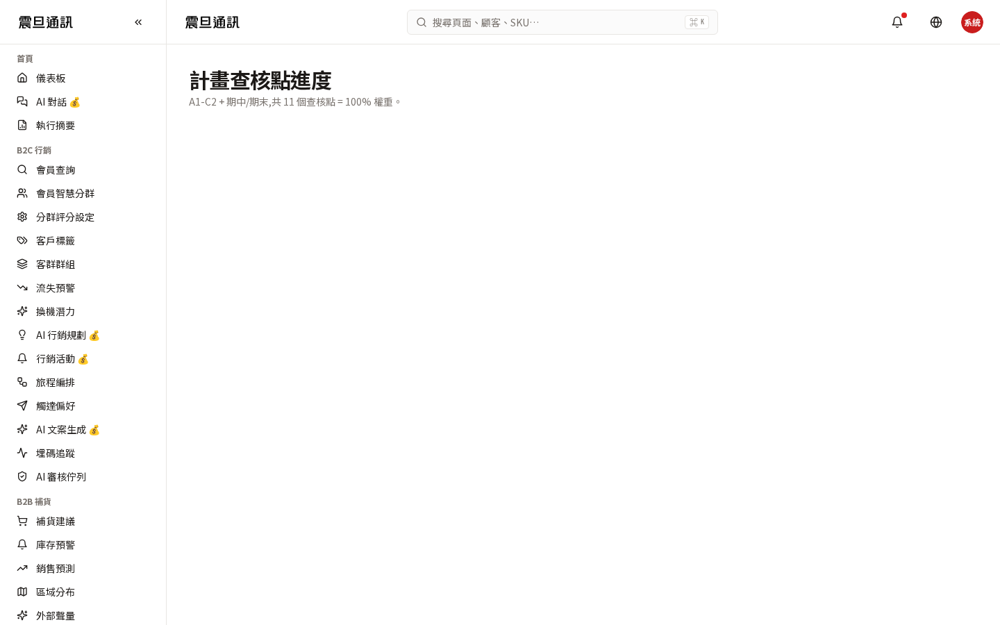 震旦通訊
首頁
儀表板
AI 對話 💰
執行摘要
B2C 行銷
會員查詢
會員智慧分群
分群評分設定
客戶標籤
客群群組
流失預警
換機潛力
AI 行銷規劃 💰
行銷活動 💰
旅程編排
觸達偏好
AI 文案生成 💰
埋碼追蹤
AI 審核佇列
B2B 補貨
補貨建議
庫存預警
銷售預測
區域分布
外部聲量
震旦通訊
搜尋頁面、顧客、SKU…
⌘ K
系統
計畫查核點進度
A1-C2 + 期中/期末,共 11 個查核點 = 100% 權重。